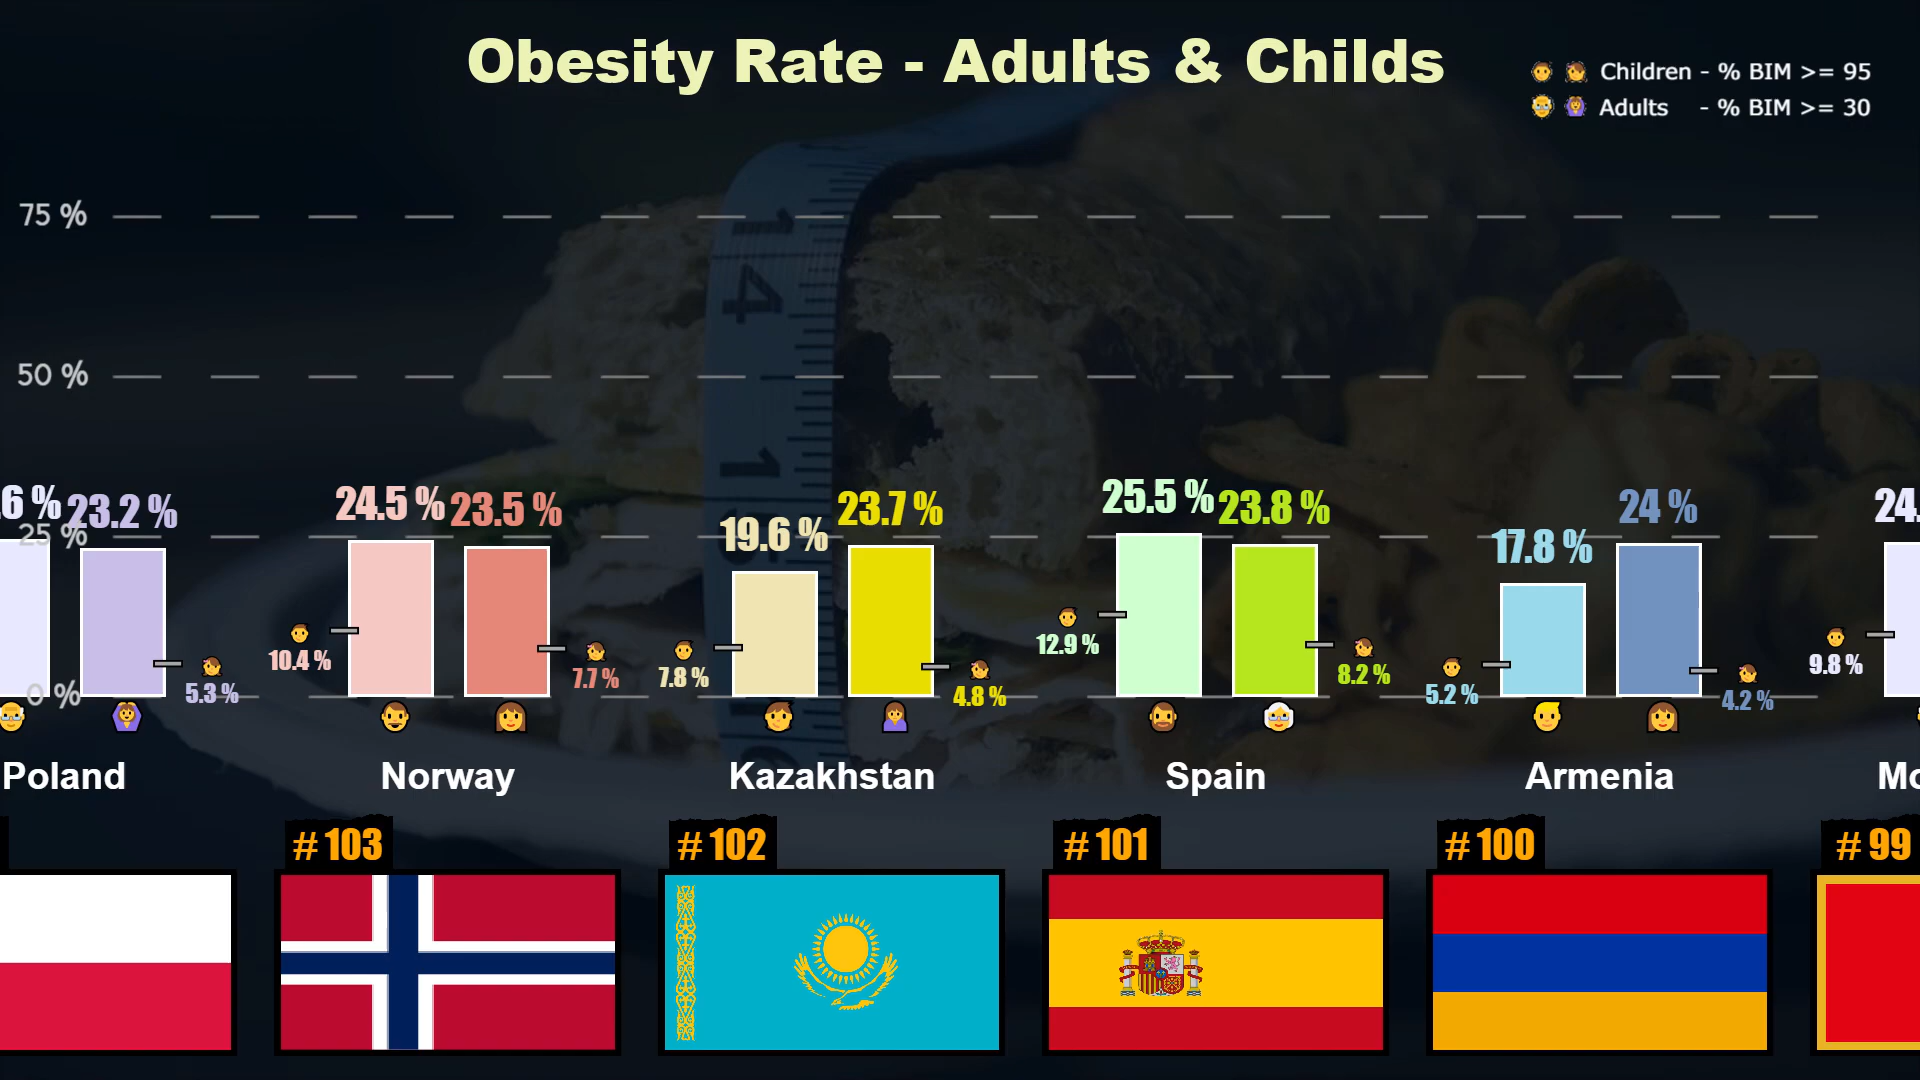 Obesity Rate - Adults & Childs
Children - % BIM >= 95
Adults - % BIM >= 30
75 %
50 %
25 %
0 %
6 % 23.2 %
5.3 %
24.5 % 23.5 %
10.4 %
7.7 %
19.6 % 23.7 %
7.8 %
4.8 %
25.5 % 23.8 %
12.9 %
8.2 %
17.8 % 24 %
5.2 %
4.2 %
24.
9.8 %
Poland
Norway
Kazakhstan
Spain
Armenia
Mo
# 103
# 102
# 101
# 100
# 99